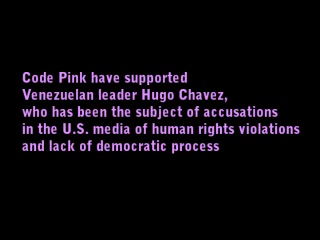 Code Pink have supported
Venezuelan leader Hugo Chavez,
who has been the subject of accusations
in the U.S. media of human rights violations
and lack of democratic process